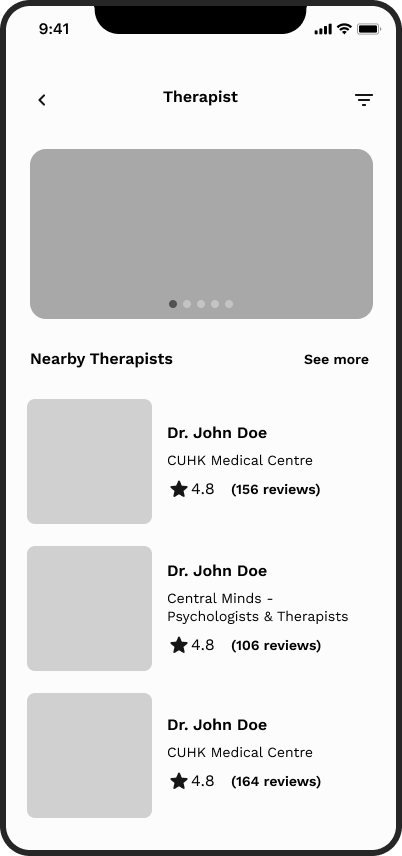 9:41
Therapist
Nearby Therapists
See more
Dr. John Doe
CUHK Medical Centre
4.8 (156 reviews)
Dr. John Doe
Central Minds -
Psychologists & Therapists
4.8 (106 reviews)
Dr. John Doe
CUHK Medical Centre
4.8 (164 reviews)